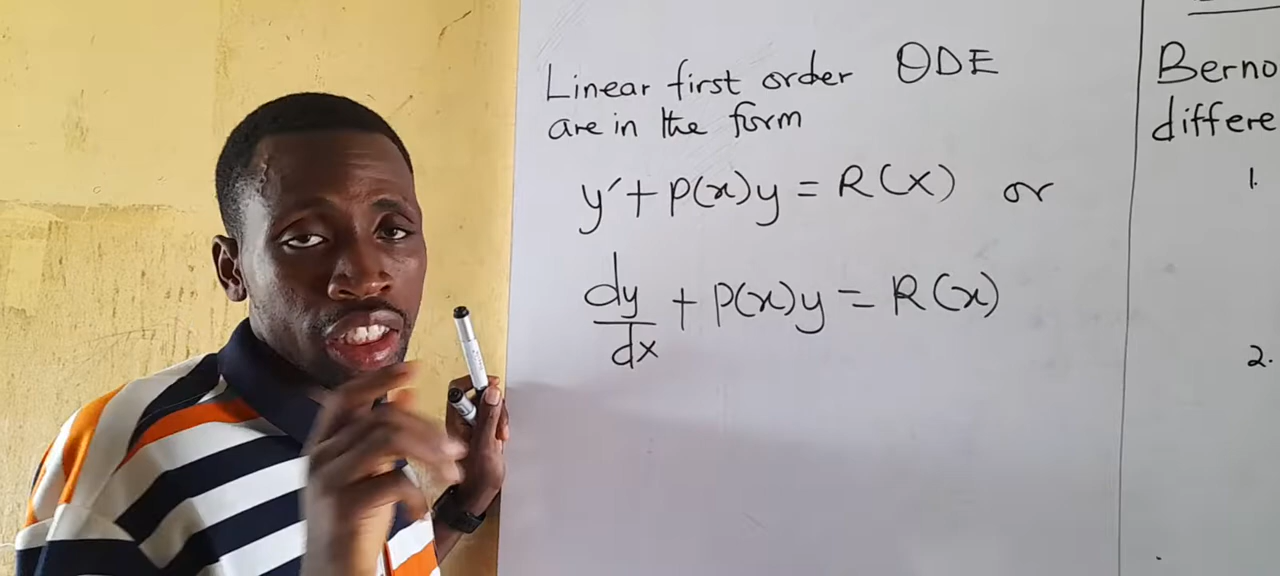 Linear first order ODE
are in the form
y' + P(x)y = R(x) or
dy/dx + P(x)y = R(x)
Berno
differe
1.
2.